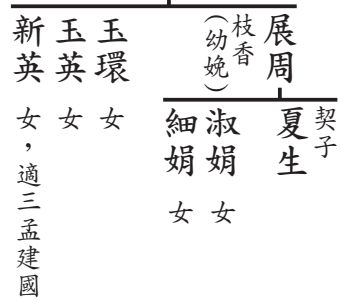 展周
枝香
(幼娩)
玉環 女
玉英 女
新英 女，適三孟建國
契子
夏生
淑娟 女
細娟 女